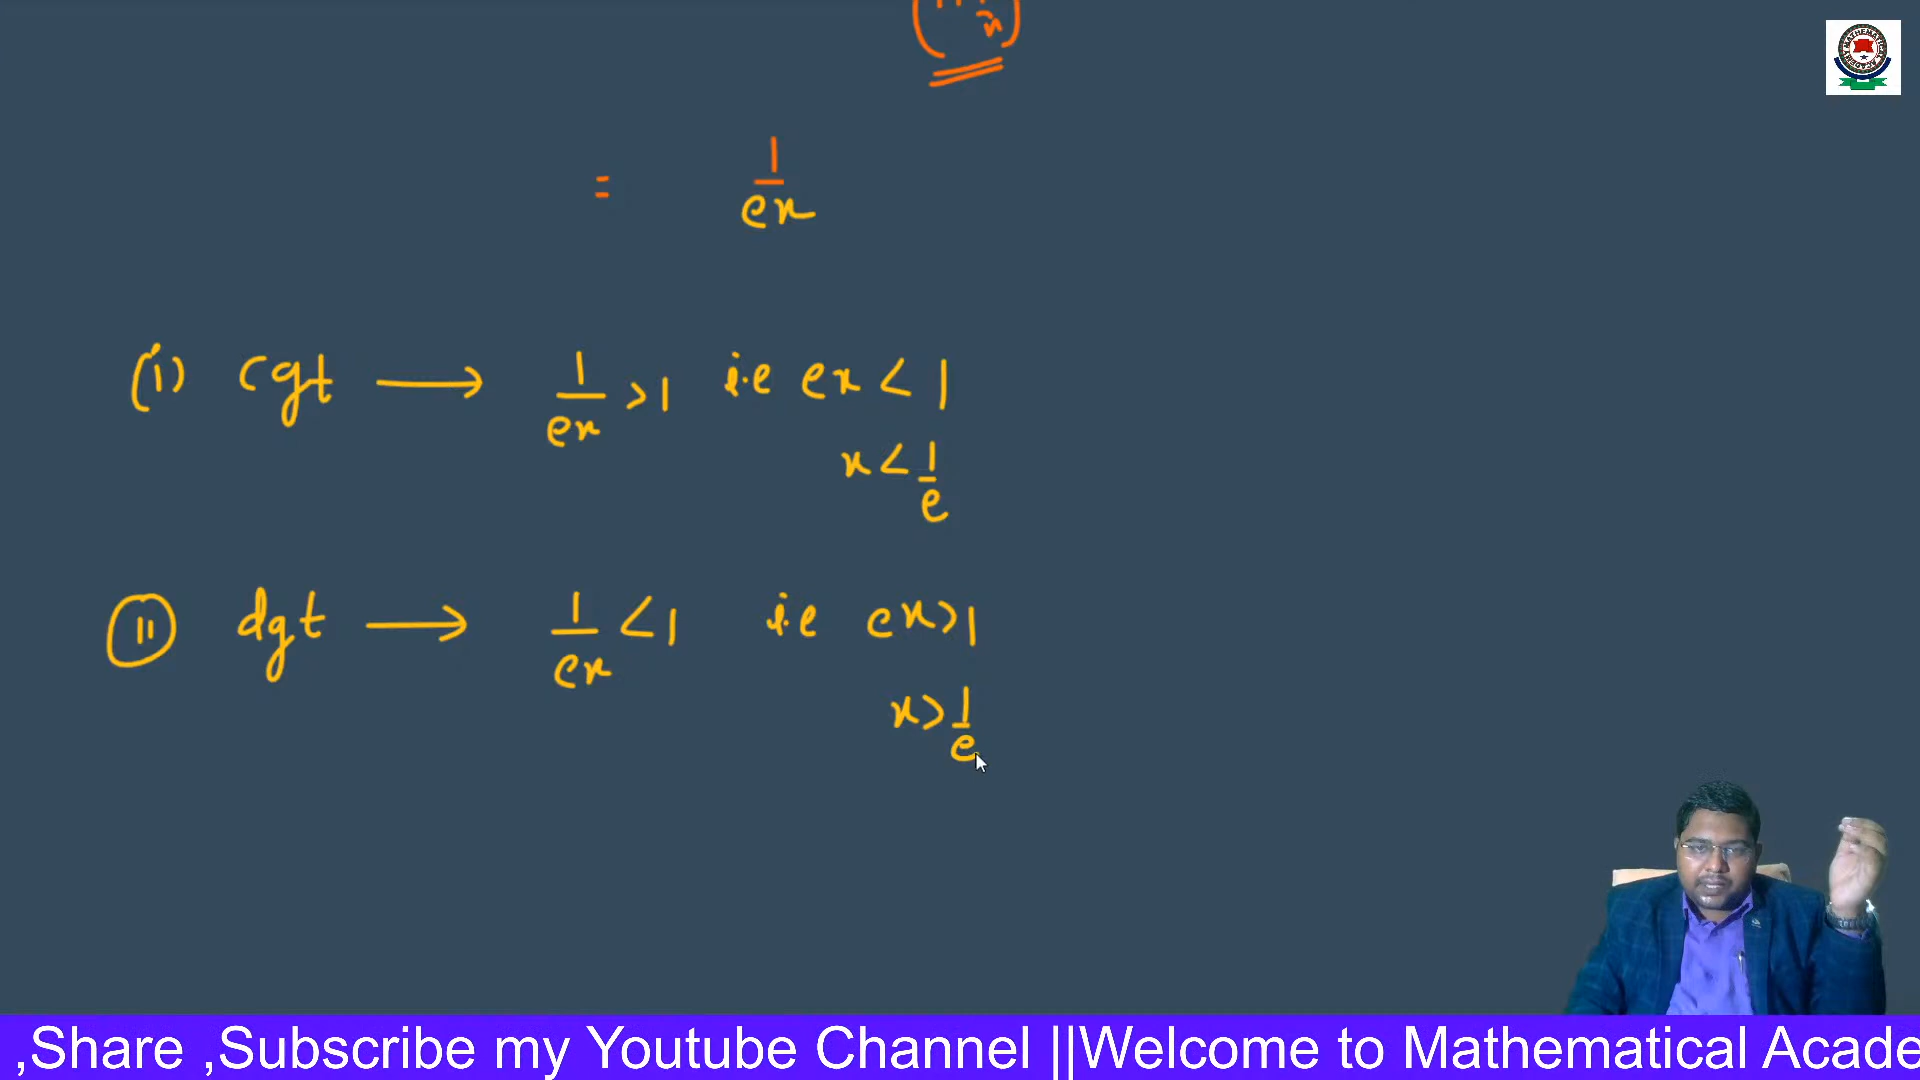 = 1/ex
(i) cgt ⟶ 1/ex > 1 i.e ex < 1
x < 1/e
(ii) dgt ⟶ 1/ex < 1 i.e ex > 1
x > 1/e
,Share ,Subscribe my Youtube Channel ||Welcome to Mathematical Acade